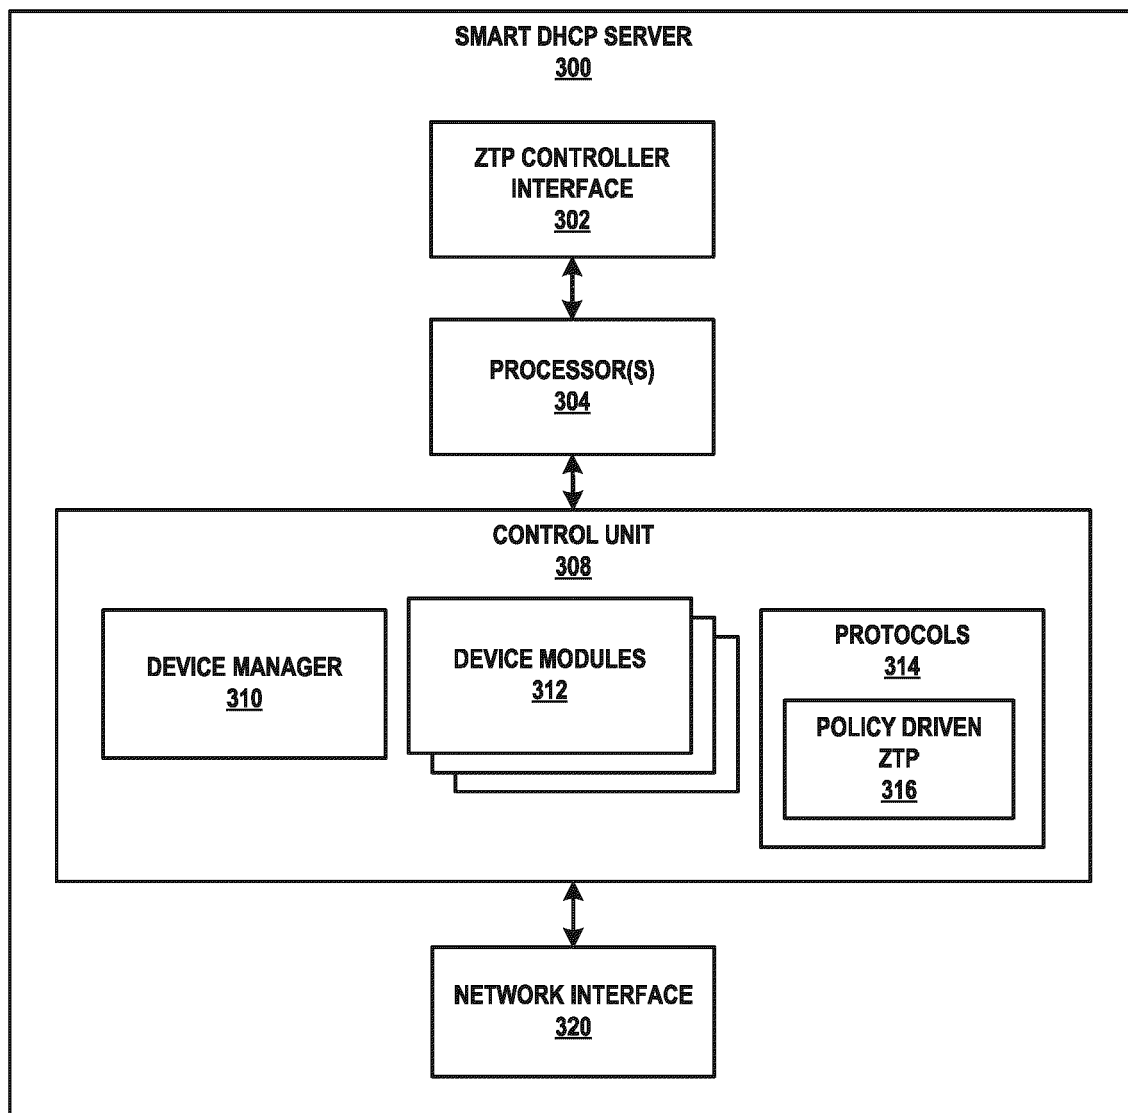 SMART DHCP SERVER
300
ZTP CONTROLLER
INTERFACE
302
PROCESSOR(S)
304
CONTROL UNIT
308
DEVICE MANAGER
310
DEVICE MODULES
312
PROTOCOLS
314
POLICY DRIVEN
ZTP
316
NETWORK INTERFACE
320